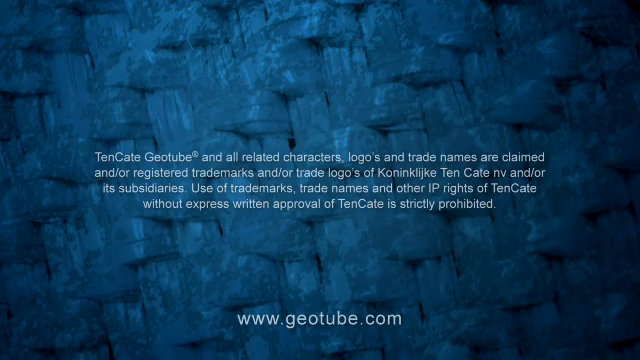 TenCate Geotube® and all related characters, logo's and trade names are claimed
and/or registered trademarks and/or trade logo's of Koninklijke Ten Cate nv and/or
its subsidiaries. Use of trademarks, trade names and other IP rights of TenCate
without express written approval of TenCate is strictly prohibited.
www.geotube.com